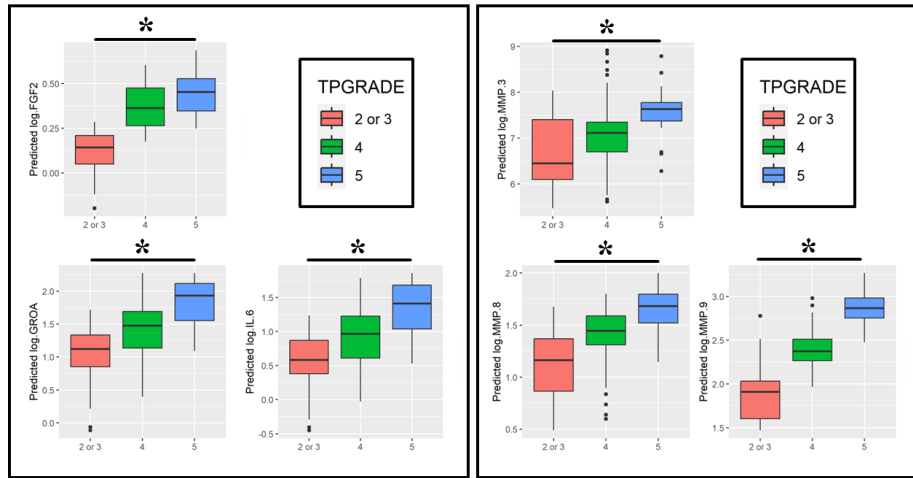 *
Predicted log.FGF2
0.50
0.25
0.00
2 or 3
4
5
TPGRADE
2 or 3
4
5
*
Predicted log.GROA
2.0
1.5
1.0
0.5
0.0
2 or 3
4
5
*
Predicted log.IL.6
1.5
1.0
0.5
0.0
-0.5
2 or 3
4
5
*
Predicted log.MMP.3
9
8
7
6
2 or 3
4
5
TPGRADE
2 or 3
4
5
*
Predicted log.MMP.8
2.0
1.5
1.0
0.5
2 or 3
4
5
*
Predicted log.MMP.9
3.0
2.5
2.0
1.5
2 or 3
4
5